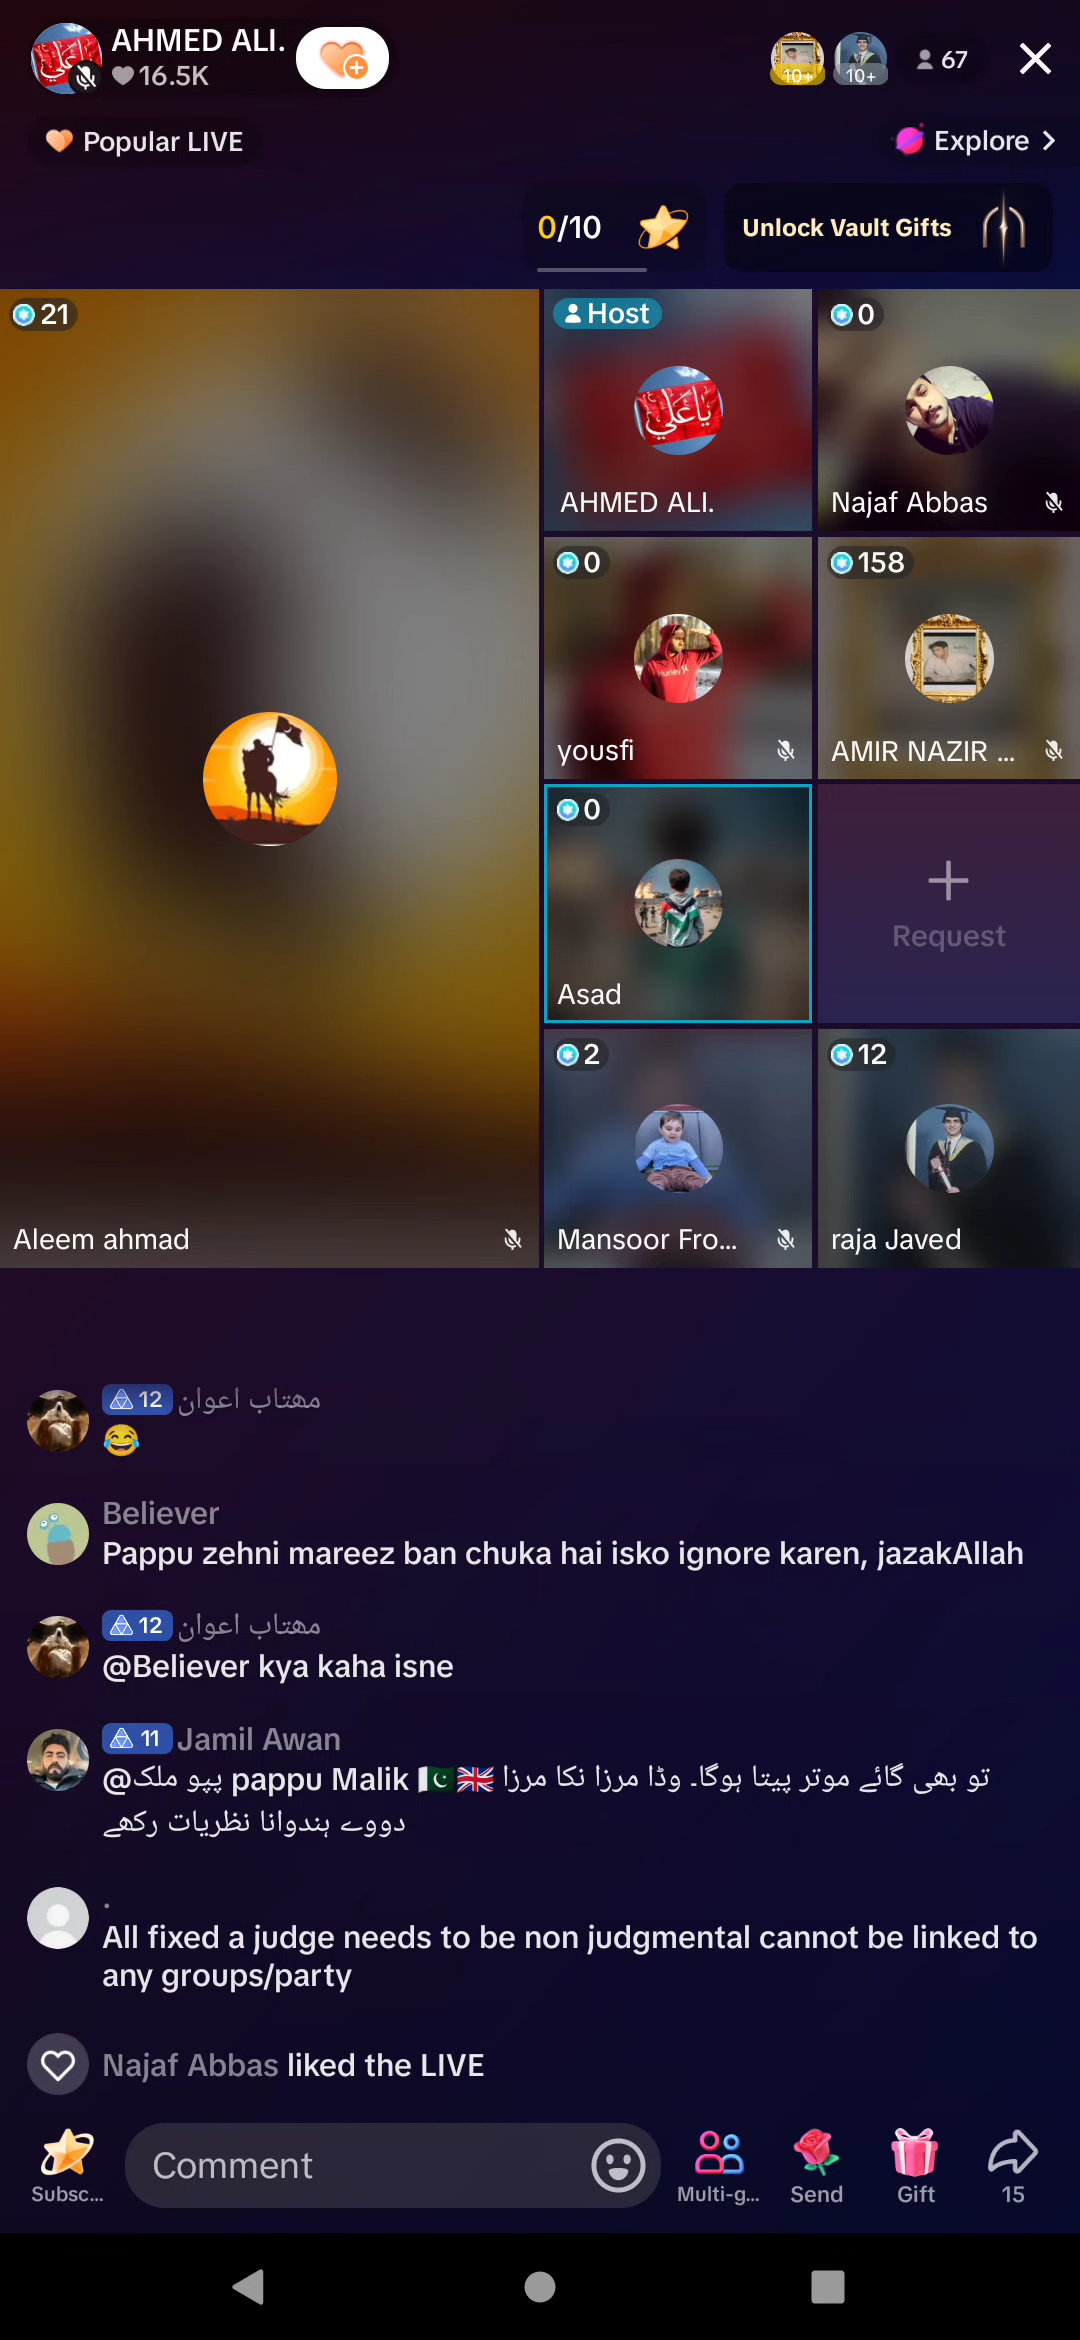 AHMED ALI.
16.5K
10+
10+
67
Popular LIVE
Explore
0/10
Unlock Vault Gifts
21
Host
0
يا علي
AHMED ALI.
Najaf Abbas
0
158
yousfi
AMIR NAZIR ...
0
Asad
Request
2
12
Aleem ahmad
Mansoor Fro...
raja Javed
12 مهتاب اعوان
😂
Believer
Pappu zehni mareez ban chuka hai isko ignore karen, jazakAllah
12 مهتاب اعوان
@Believer kya kaha isne
11 Jamil Awan
@پپو ملک pappu Malik 🇵🇰🇬🇧 تو بھی گائے موتر پیتا ہوگا۔ وڈا مرزا نکا مرزا
دووے ہندوانا نظریات رکھے
.
All fixed a judge needs to be non judgmental cannot be linked to
any groups/party
Najaf Abbas liked the LIVE
Comment
Subsc...
Multi-g...
Send
Gift
15